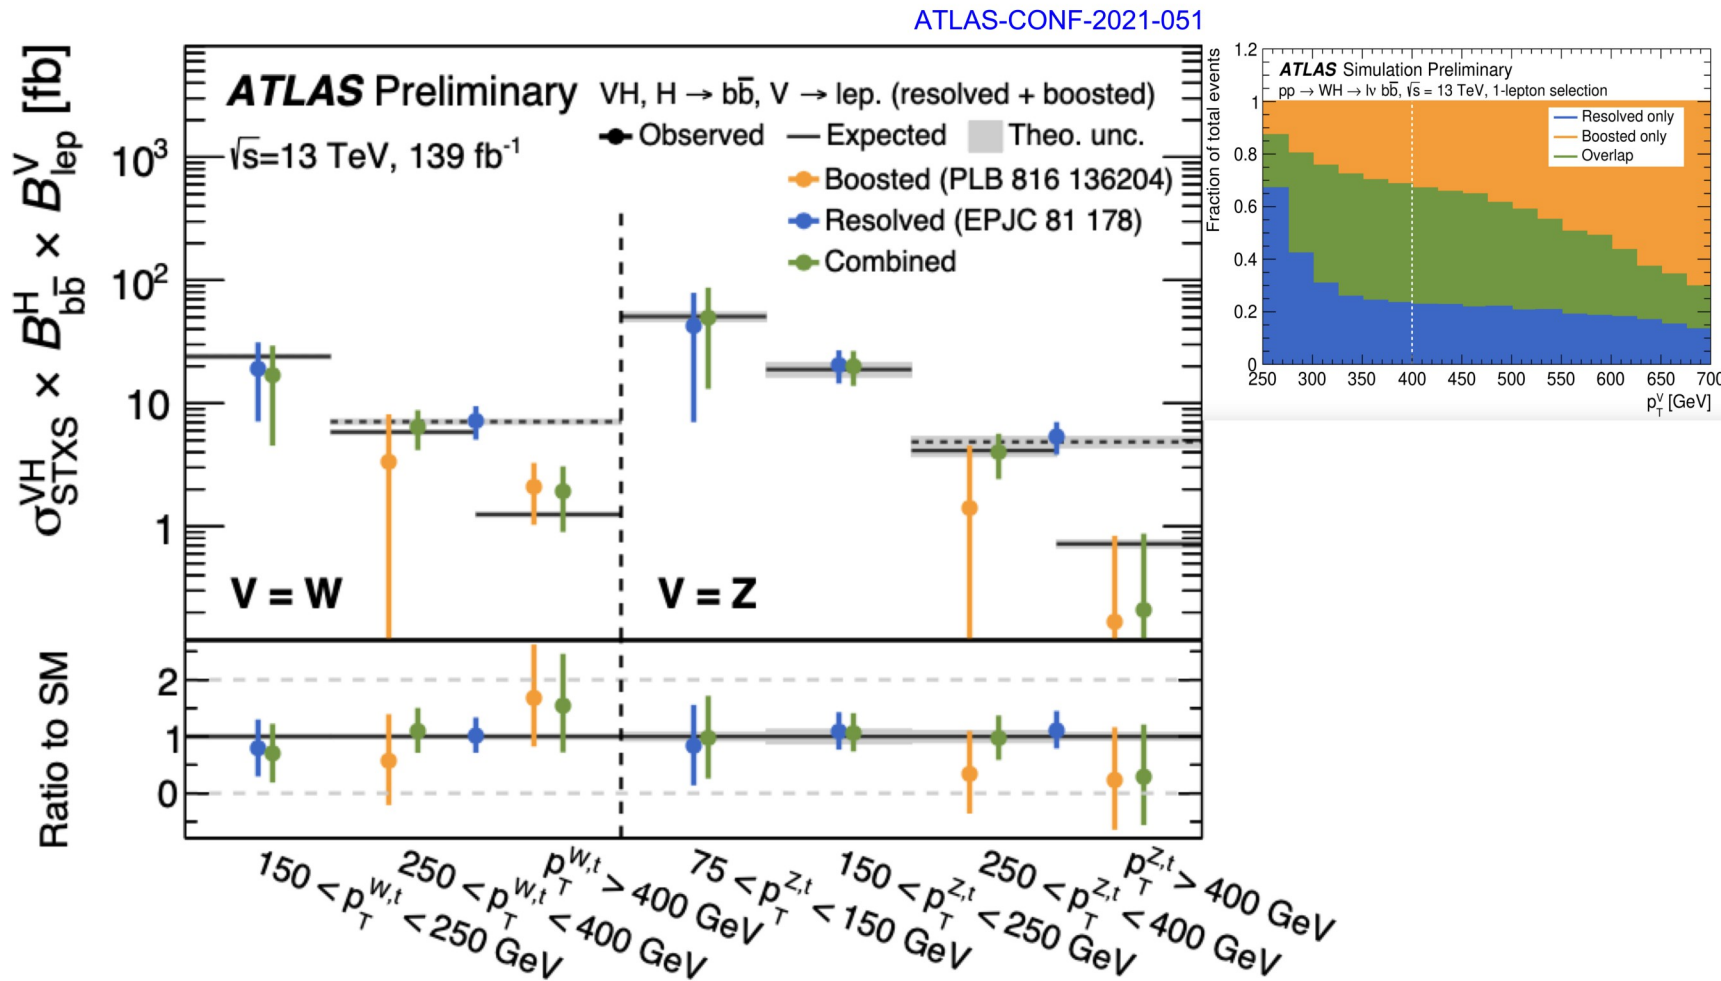 ATLAS-CONF-2021-051
σ^VH_STXS × B^H_bb̄ × B^V_lep [fb]
ATLAS Preliminary
VH, H → bb̄, V → lep. (resolved + boosted)
√s=13 TeV, 139 fb⁻¹
Observed
Expected
Theo. unc.
Boosted (PLB 816 136204)
Resolved (EPJC 81 178)
Combined
10³
10²
10
1
V = W
V = Z
Ratio to SM
2
1
0
150 < p_T^W,t < 250 GeV
250 < p_T^W,t < 400 GeV
p_T^W,t > 400 GeV
75 < p_T^Z,t < 150 GeV
150 < p_T^Z,t < 250 GeV
250 < p_T^Z,t < 400 GeV
p_T^Z,t > 400 GeV
Fraction of total events
1.2
1
0.8
0.6
0.4
0.2
0
ATLAS Simulation Preliminary
pp → WH → lν bb̄, √s = 13 TeV, 1-lepton selection
Resolved only
Boosted only
Overlap
250 300 350 400 450 500 550 600 650 700
p_T^V [GeV]